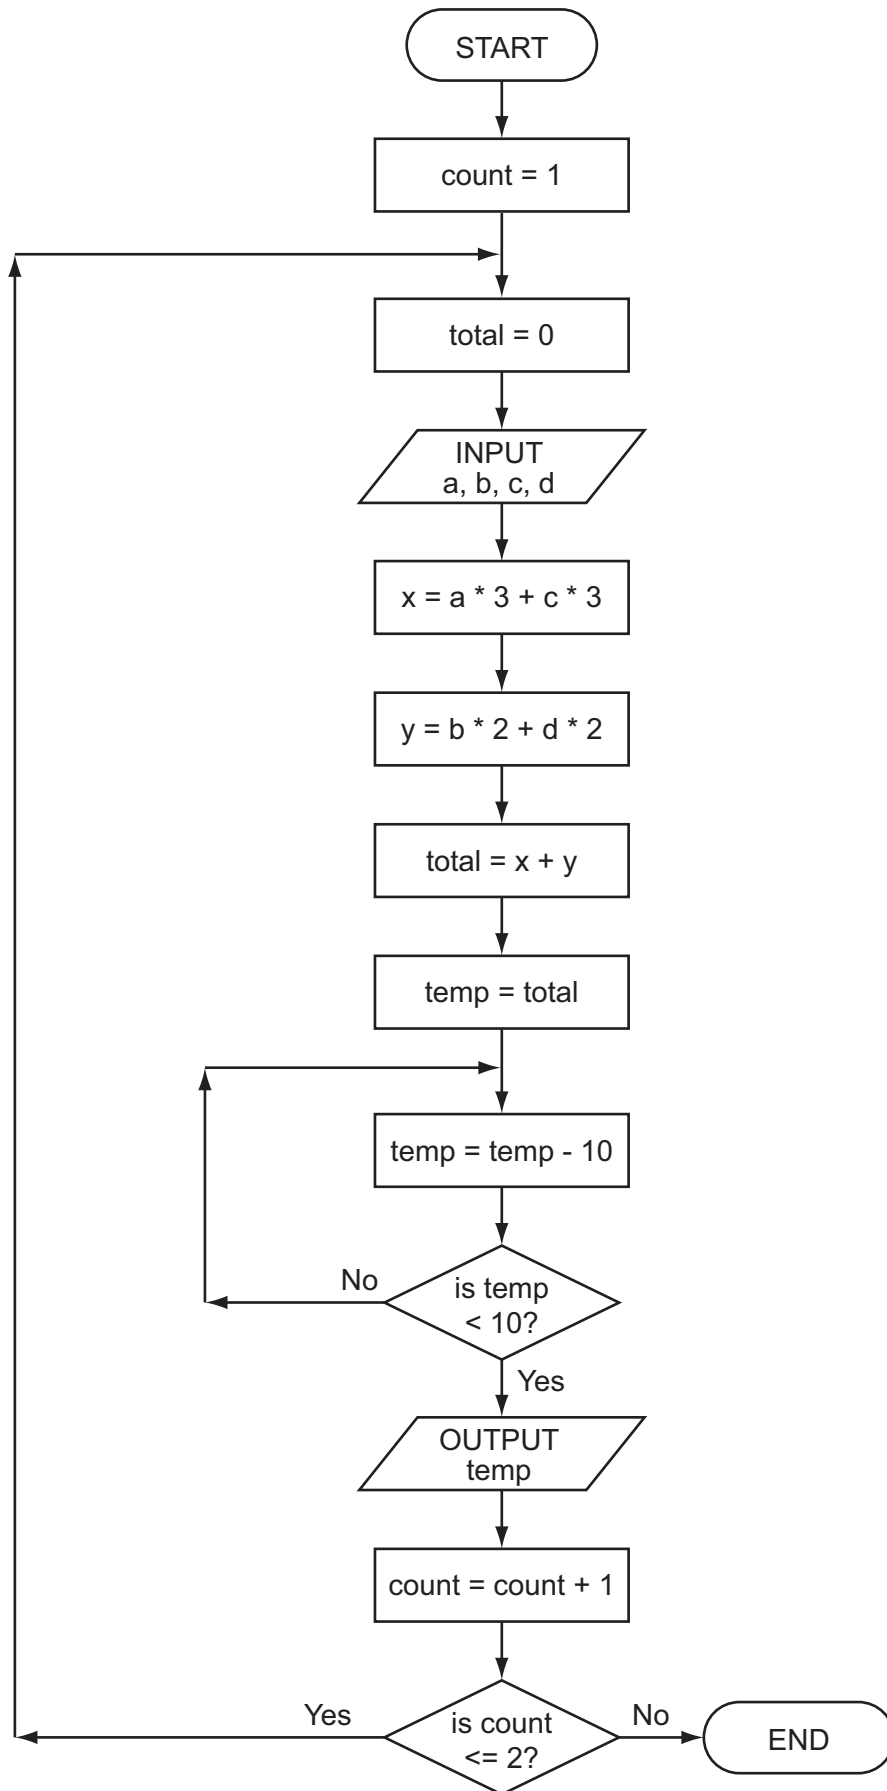 START
count = 1
total = 0
INPUT
a, b, c, d
x = a * 3 + c * 3
y = b * 2 + d * 2
total = x + y
temp = total
temp = temp - 10
No
is temp
< 10?
Yes
OUTPUT
temp
count = count + 1
Yes
is count
<= 2?
No
END